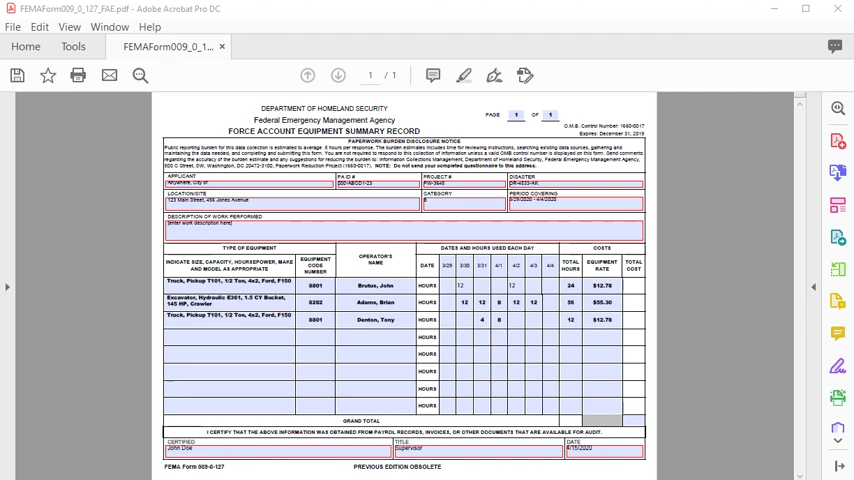 FEMAForm009_0_127_FAE.pdf - Adobe Acrobat Pro DC
File Edit View Window Help
Home Tools FEMAForm009_0_1... ×
1 / 1
DEPARTMENT OF HOMELAND SECURITY
Federal Emergency Management Agency
FORCE ACCOUNT EQUIPMENT SUMMARY RECORD
PAGE 1 OF 1
O.M.B. Control Number: 1660-0017
Expires: December 31, 2019
PAPERWORK BURDEN DISCLOSURE NOTICE
Public reporting burden for this data collection is estimated to average .5 hours per response. The burden estimate includes time for reviewing instructions, searching existing data sources, gathering and
maintaining the data needed, and completing and submitting this form. You are not required to respond to this collection of information unless a valid OMB control number is displayed on this form. Send comments
regarding the accuracy of the burden estimate and any suggestions for reducing the burden to: Information Collections Management, Department of Homeland Security, Federal Emergency Management Agency,
500 C Street, SW, Washington, DC 20472-3100, Paperwork Reduction Project (1660-0017). NOTE: Do not send your completed questionnaire to this address.
APPLICANT PA ID # PROJECT # DISASTER
Anywhere, City of 000-ABCD1-23 PW-3645 DR-4533-AK
LOCATION/SITE CATEGORY PERIOD COVERING
123 Main Street, 456 Jones Avenue B 3/29/2020 - 4/4/2020
DESCRIPTION OF WORK PERFORMED
[enter work description here]
TYPE OF EQUIPMENT DATES AND HOURS USED EACH DAY COSTS
INDICATE SIZE, CAPACITY, HOURSEPOWER, MAKE AND MODEL AS APPROPRIATE EQUIPMENT CODE NUMBER OPERATOR'S NAME DATE 3/29 3/30 3/31 4/1 4/2 4/3 4/4 TOTAL HOURS EQUIPMENT RATE TOTAL COST
Truck, Pickup T101, 1/2 Ton, 4x2, Ford, F150 8801 Brutus, John HOURS 12 12 24 $12.78
Excavator, Hydraulic E361, 1.5 CY Bucket,
145 HP, Crawler 8282 Adams, Brian HOURS 12 12 8 12 12 56 $55.30
Truck, Pickup T101, 1/2 Ton, 4x2, Ford, F150 8801 Denton, Tony HOURS 4 8 12 $12.78
HOURS
HOURS
HOURS
HOURS
HOURS
GRAND TOTAL
I CERTIFY THAT THE ABOVE INFORMATION WAS OBTAINED FROM PAYROL RECORDS, INVOICES, OR OTHER DOCUMENTS THAT ARE AVAILABLE FOR AUDIT.
CERTIFIED TITLE DATE
John Doe Supervisor 4/15/2020
FEMA Form 009-0-127 PREVIOUS EDITION OBSOLETE